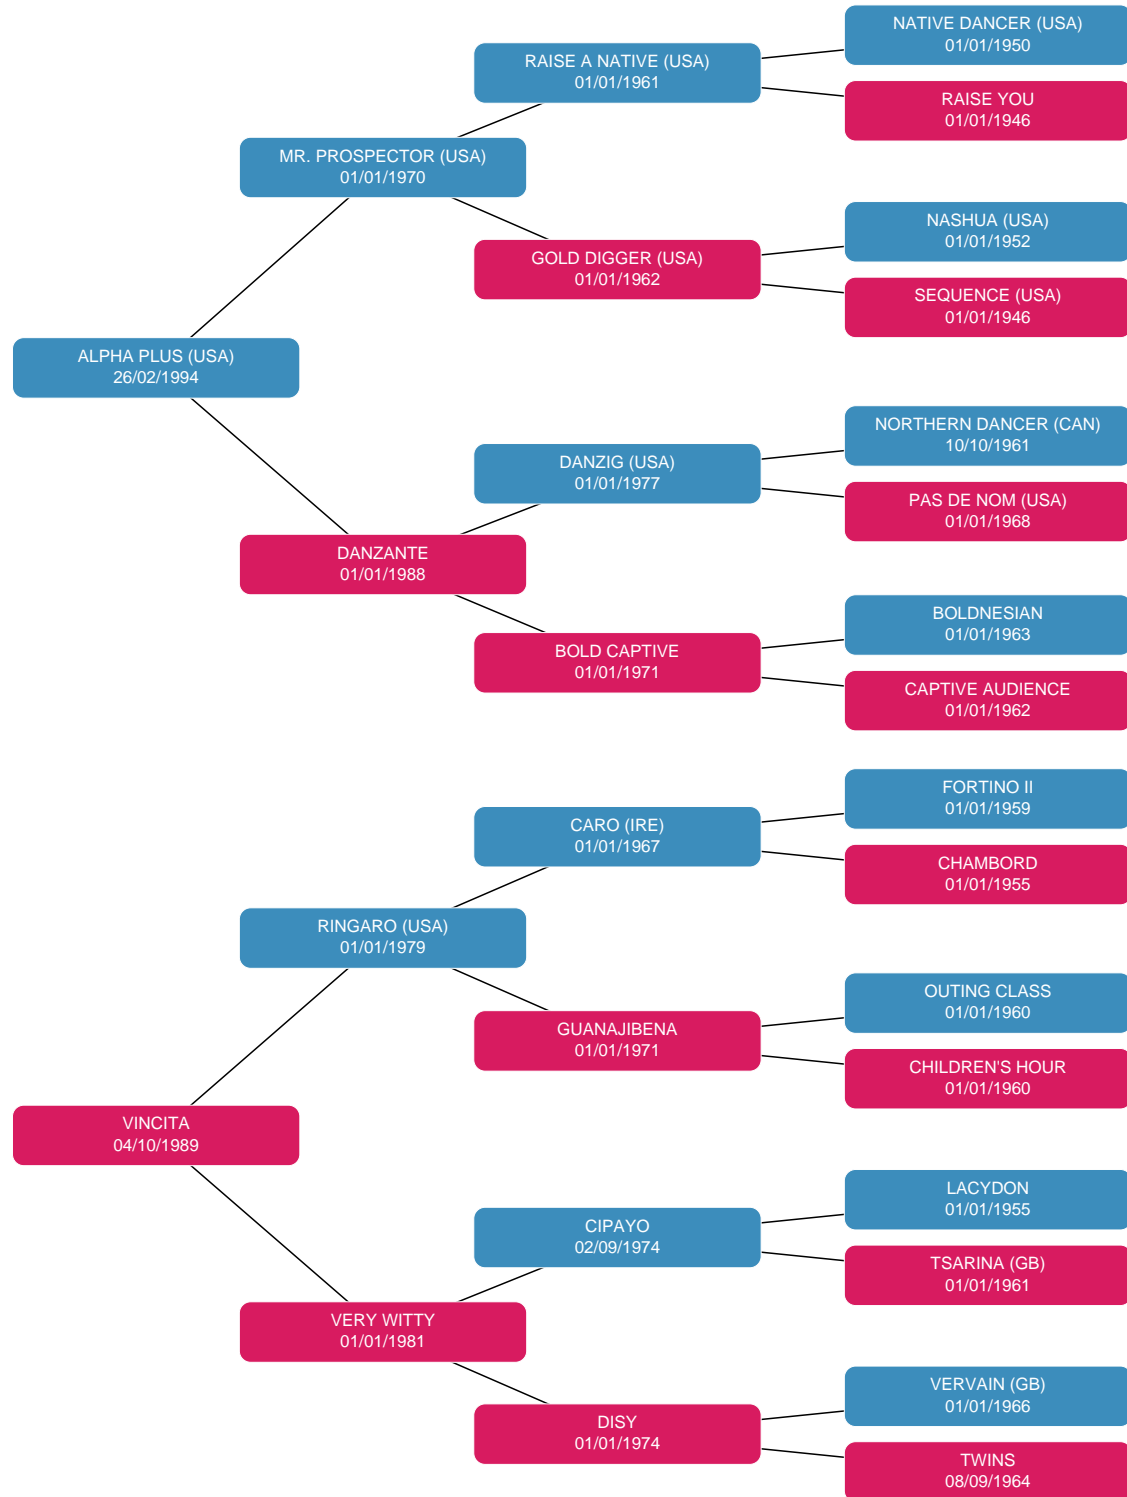 NATIVE DANCER (USA)
01/01/1950
RAISE A NATIVE (USA)
01/01/1961
RAISE YOU
01/01/1946
MR. PROSPECTOR (USA)
01/01/1970
NASHUA (USA)
01/01/1952
GOLD DIGGER (USA)
01/01/1962
SEQUENCE (USA)
01/01/1946
ALPHA PLUS (USA)
26/02/1994
NORTHERN DANCER (CAN)
10/10/1961
DANZIG (USA)
01/01/1977
PAS DE NOM (USA)
01/01/1968
DANZANTE
01/01/1988
BOLDNESIAN
01/01/1963
BOLD CAPTIVE
01/01/1971
CAPTIVE AUDIENCE
01/01/1962
FORTINO II
01/01/1959
CARO (IRE)
01/01/1967
CHAMBORD
01/01/1955
RINGARO (USA)
01/01/1979
OUTING CLASS
01/01/1960
GUANAJIBENA
01/01/1971
CHILDREN'S HOUR
01/01/1960
VINCITA
04/10/1989
LACYDON
01/01/1955
CIPAYO
02/09/1974
TSARINA (GB)
01/01/1961
VERY WITTY
01/01/1981
VERVAIN (GB)
01/01/1966
DISY
01/01/1974
TWINS
08/09/1964